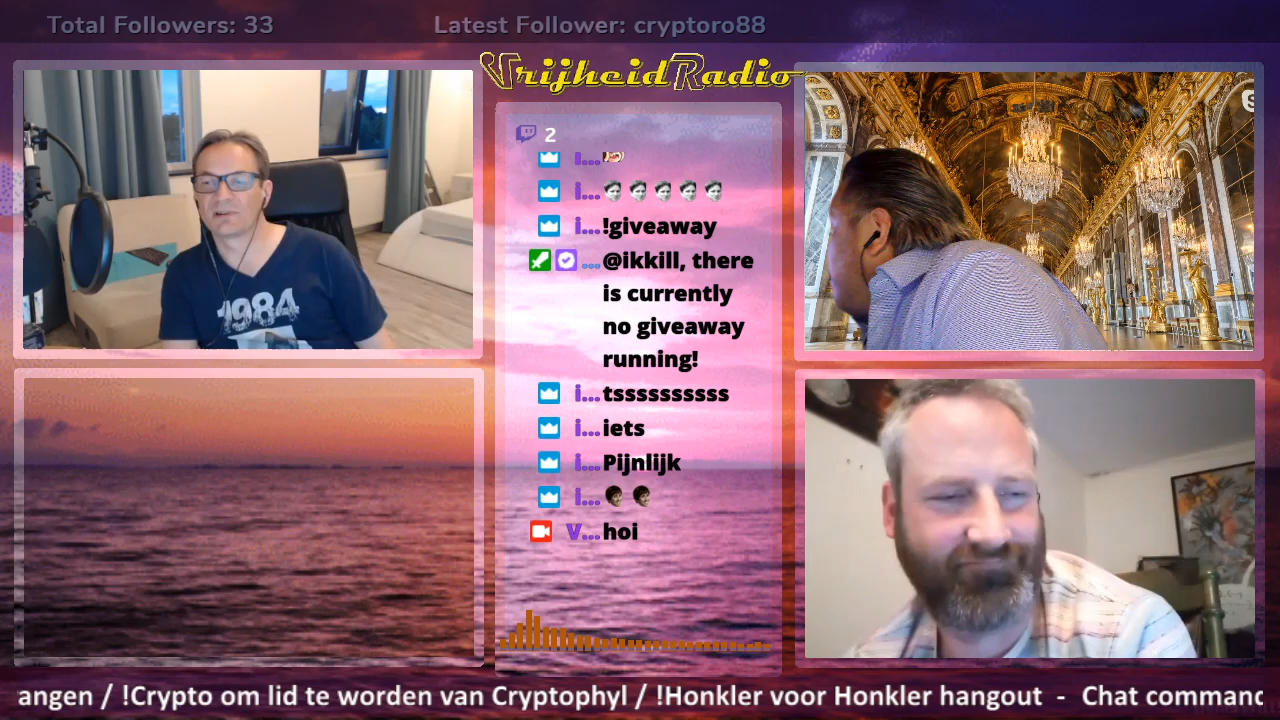 Total Followers: 33
Latest Follower: cryptoro88
VrijheidRadio
2
i...
i...
i... !giveaway
... @ikkill, there
is currently
no giveaway
running!
i... tssssssssss
i... iets
i... Pijnlijk
i...
V... hoi
1984
S
angen / !Crypto om lid te worden van Cryptophyl / !Honkler voor Honkler hangout - Chat command